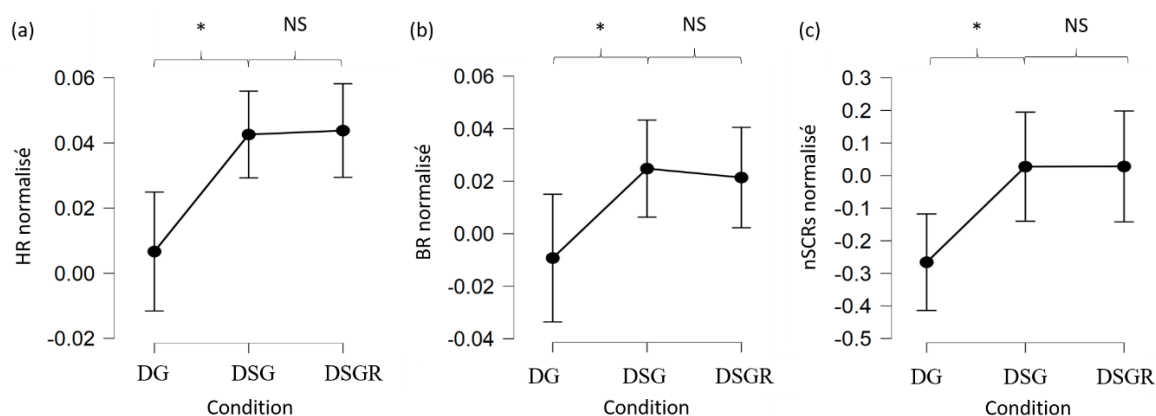 (a)
*
NS
HR normalisé
0.06
0.04
0.02
0.00
-0.02
DG
DSG
DSGR
Condition
(b)
*
NS
BR normalisé
0.06
0.04
0.02
0.00
-0.02
-0.04
DG
DSG
DSGR
Condition
(c)
*
NS
nSCRs normalisé
0.3
0.2
0.1
0.0
-0.1
-0.2
-0.3
-0.4
-0.5
DG
DSG
DSGR
Condition